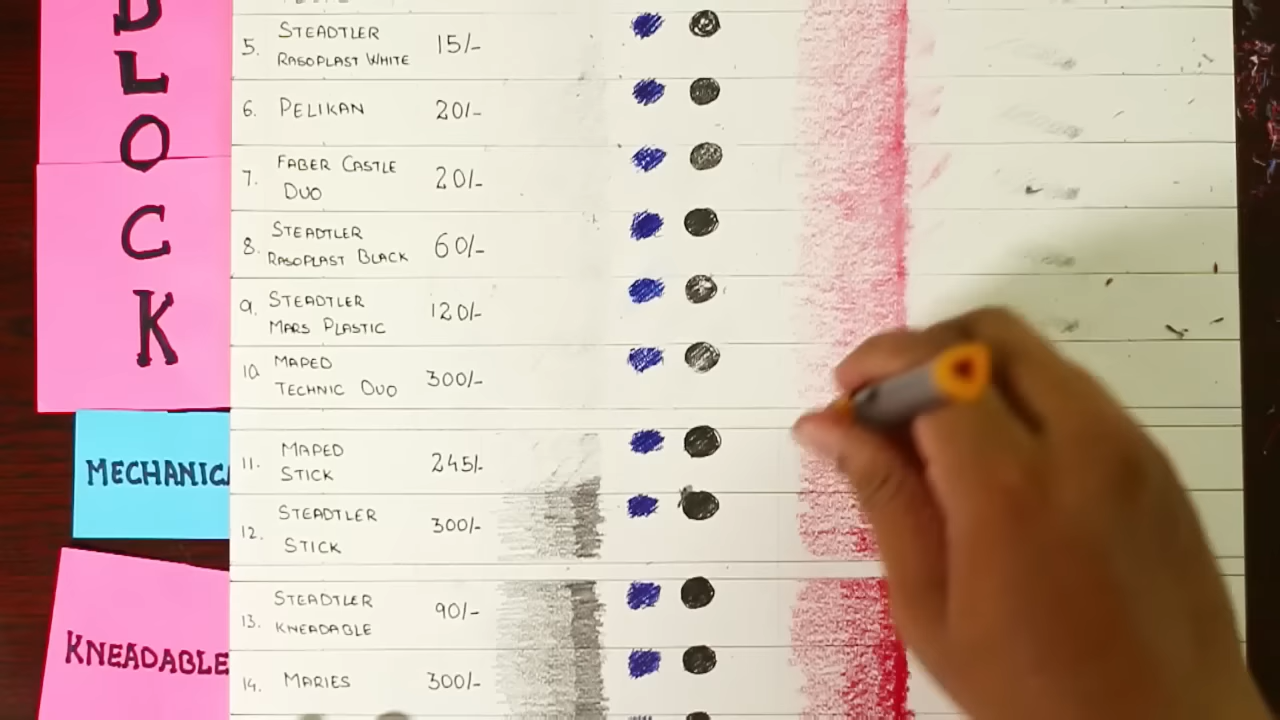 BLOCK
5. STEADTLER 15/-
RASOPLAST WHITE
6. PELIKAN 20/-
7. FABER CASTLE 20/-
DUO
8. STEADTLER 60/-
RASOPLAST BLACK
9. STEADTLER 120/-
MARS PLASTIC
10 MAPED 300/-
TECHNIC DUO
11. MAPED 245/-
STICK
12. STEADTLER 300/-
STICK
13. STEADTLER 90/-
KNEADABLE
14. MARIES 300/-
MECHANICA
KNEADABLE